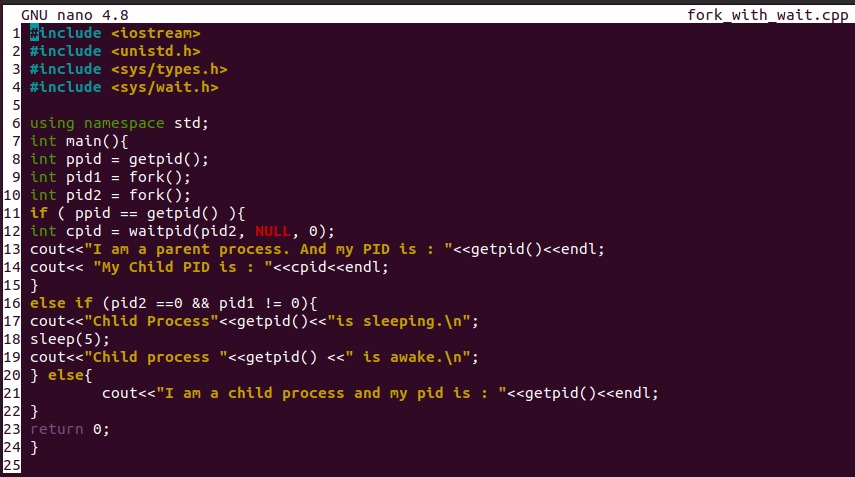 GNU nano 4.8 fork_with_wait.cpp
1 #include <iostream>
2 #include <unistd.h>
3 #include <sys/types.h>
4 #include <sys/wait.h>
5
6 using namespace std;
7 int main(){
8 int ppid = getpid();
9 int pid1 = fork();
10 int pid2 = fork();
11 if ( ppid == getpid() ){
12 int cpid = waitpid(pid2, NULL, 0);
13 cout<<"I am a parent process. And my PID is : "<<getpid()<<endl;
14 cout<< "My Child PID is : "<<cpid<<endl;
15 }
16 else if (pid2 ==0 && pid1 != 0){
17 cout<<"Chlid Process"<<getpid()<<"is sleeping.\n";
18 sleep(5);
19 cout<<"Child process "<<getpid() <<" is awake.\n";
20 } else{
21         cout<<"I am a child process and my pid is : "<<getpid()<<endl;
22 }
23 return 0;
24 }
25